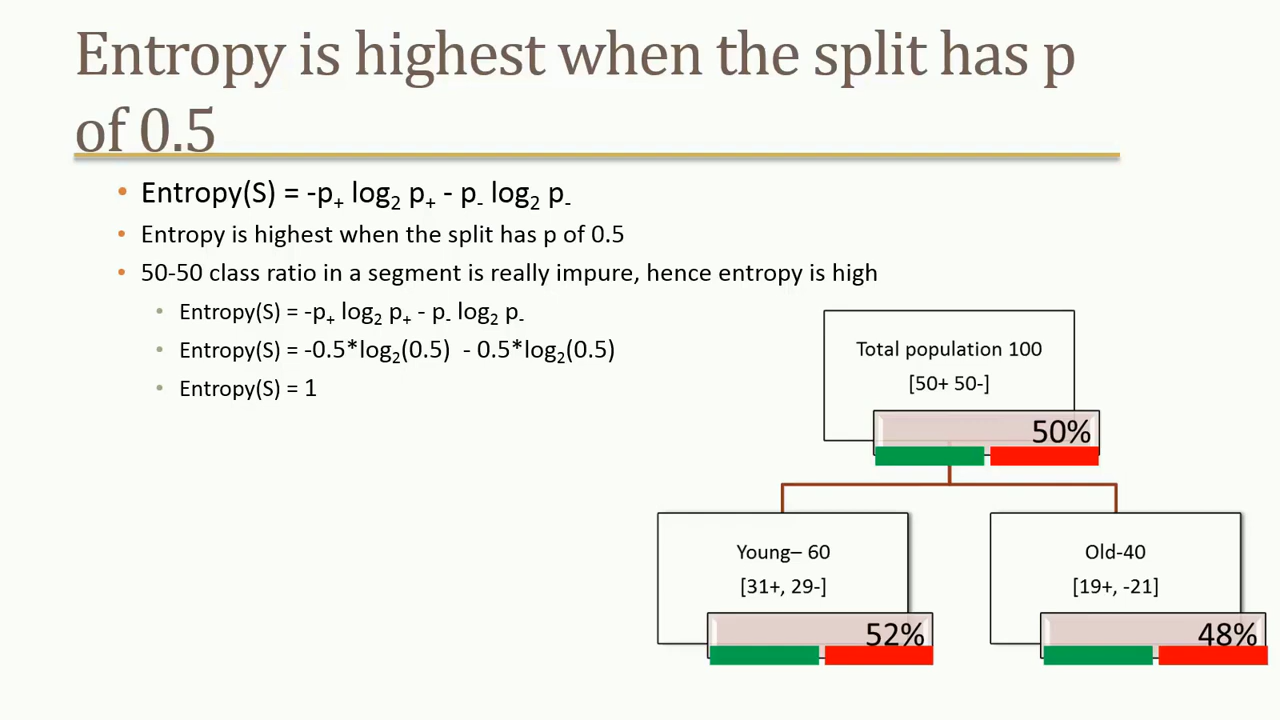 Entropy is highest when the split has p
of 0.5
• Entropy(S) = -p₊ log₂ p₊ - p₋ log₂ p₋
• Entropy is highest when the split has p of 0.5
• 50-50 class ratio in a segment is really impure, hence entropy is high
• Entropy(S) = -p₊ log₂ p₊ - p₋ log₂ p₋
• Entropy(S) = -0.5*log₂(0.5) - 0.5*log₂(0.5)
• Entropy(S) = 1
Total population 100
[50+ 50-]
50%
Young– 60
[31+, 29-]
52%
Old-40
[19+, -21]
48%